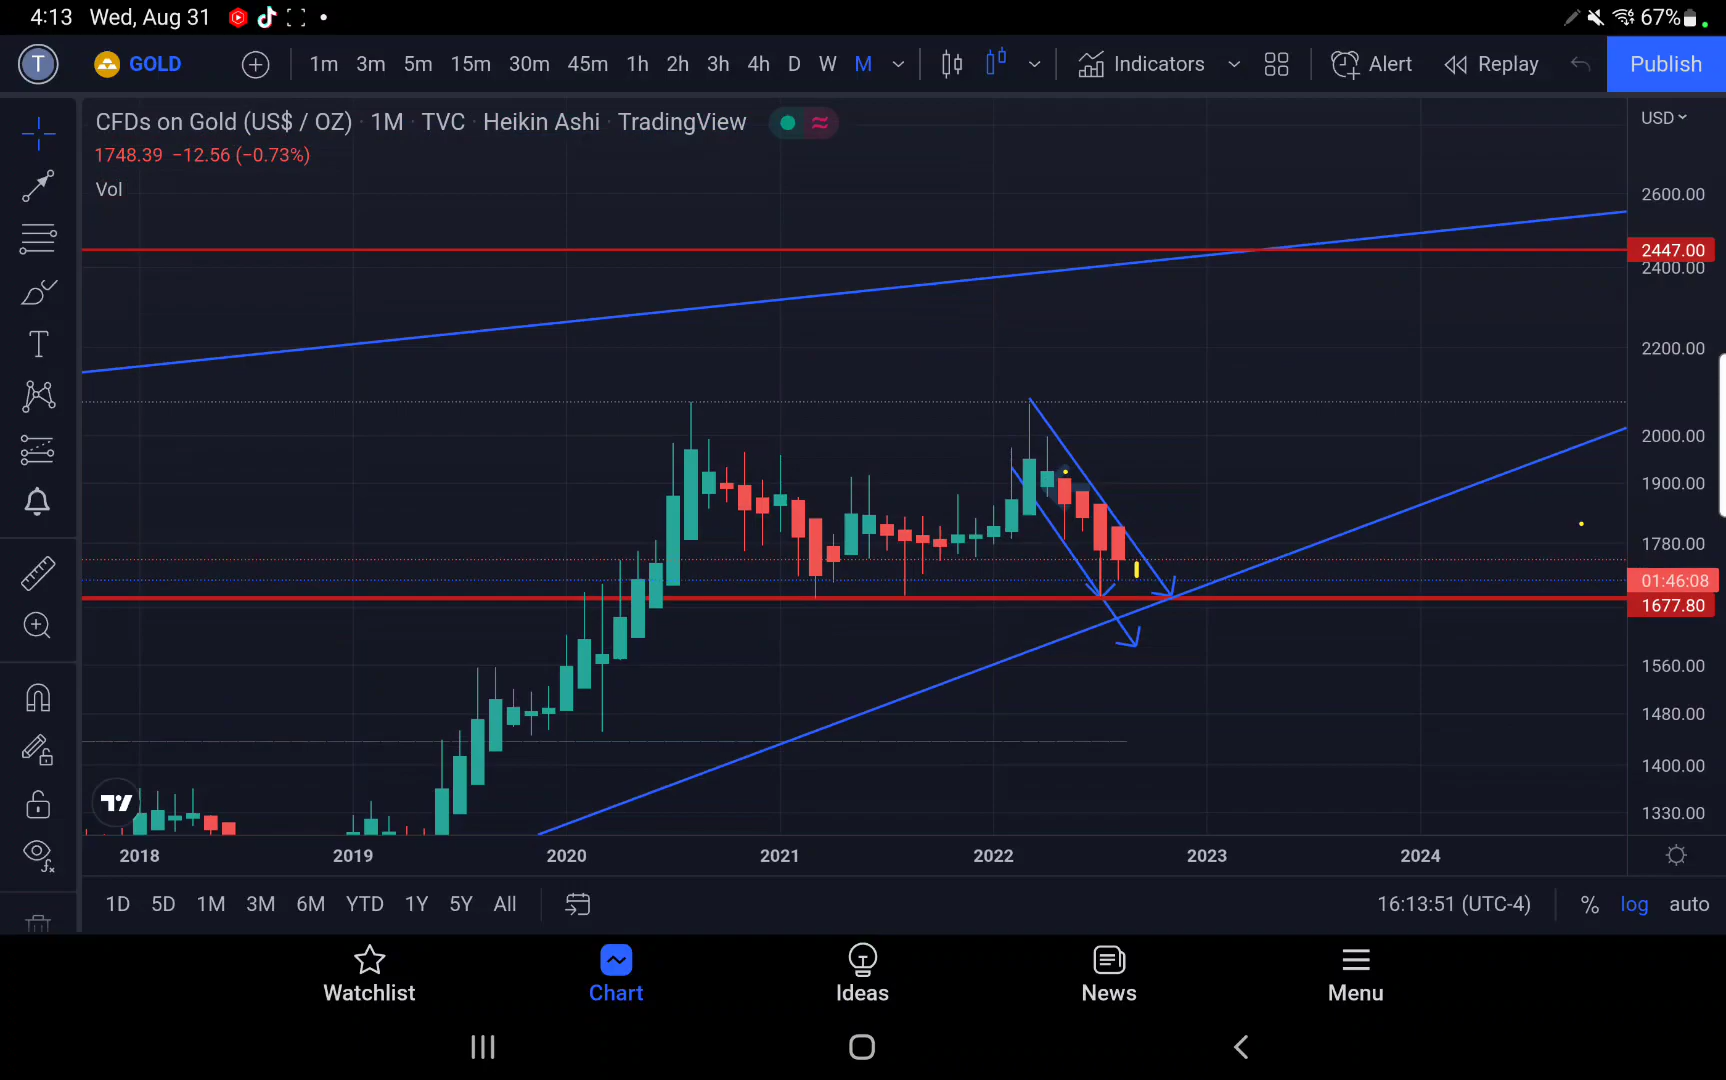 4:13 Wed, Aug 31
67%
T
GOLD
1m 3m 5m 15m 30m 45m 1h 2h 3h 4h D W M
Indicators
Alert
Replay
Publish
CFDs on Gold (US$ / OZ) · 1M · TVC · Heikin Ashi · TradingView
USD
1748.39 −12.56 (−0.73%)
Vol
2600.00
2447.00
2400.00
2200.00
2000.00
1900.00
1780.00
01:46:08
1677.80
1560.00
1480.00
1400.00
1330.00
2018 2019 2020 2021 2022 2023 2024
1D 5D 1M 3M 6M YTD 1Y 5Y All
16:13:51 (UTC-4)
% log auto
Watchlist
Chart
Ideas
News
Menu